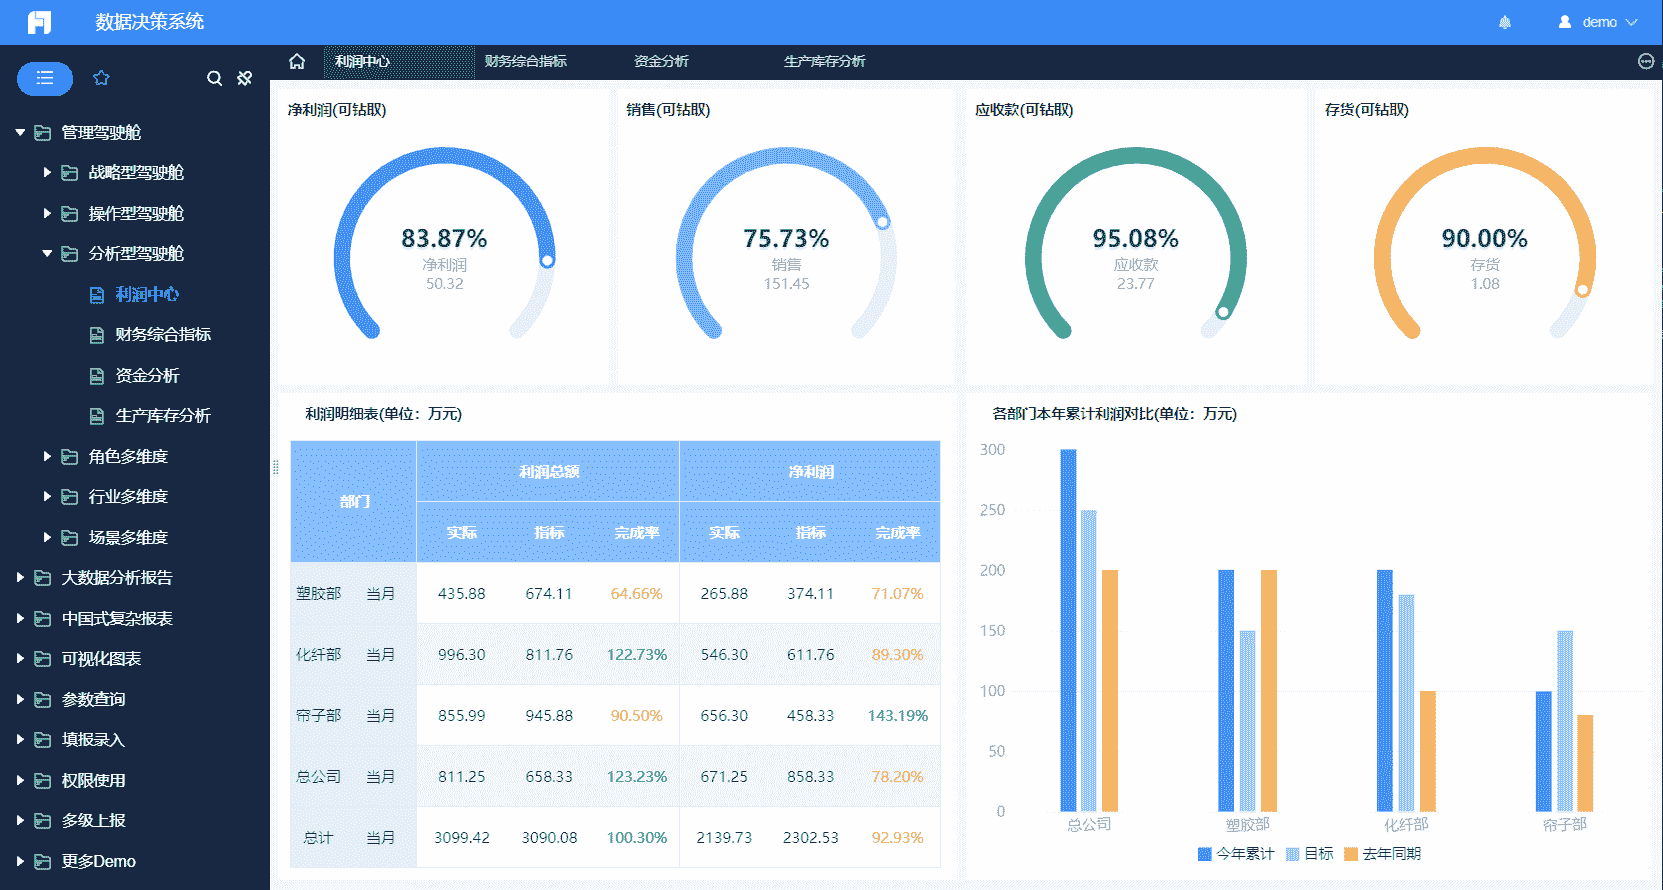 数据决策系统
demo
利润中心
财务综合指标
资金分析
生产库存分析
管理驾驶舱
战略型驾驶舱
操作型驾驶舱
分析型驾驶舱
利润中心
财务综合指标
资金分析
生产库存分析
角色多维度
行业多维度
场景多维度
大数据分析报告
中国式复杂报表
可视化图表
参数查询
填报录入
权限使用
多级上报
更多Demo
净利润(可钻取)
83.87%
净利润
50.32
销售(可钻取)
75.73%
销售
151.45
应收款(可钻取)
95.08%
应收款
23.77
存货(可钻取)
90.00%
存货
1.08
利润明细表(单位：万元)
部门 利润总额 净利润
实际 指标 完成率 实际 指标 完成率
塑胶部 当月 435.88 674.11 64.66% 265.88 374.11 71.07%
化纤部 当月 996.30 811.76 122.73% 546.30 611.76 89.30%
帘子部 当月 855.99 945.88 90.50% 656.30 458.33 143.19%
总公司 当月 811.25 658.33 123.23% 671.25 858.33 78.20%
总计 当月 3099.42 3090.08 100.30% 2139.73 2302.53 92.93%
各部门本年累计利润对比(单位：万元)
300
250
200
150
100
50
0
总公司 塑胶部 化纤部 帘子部
今年累计 目标 去年同期